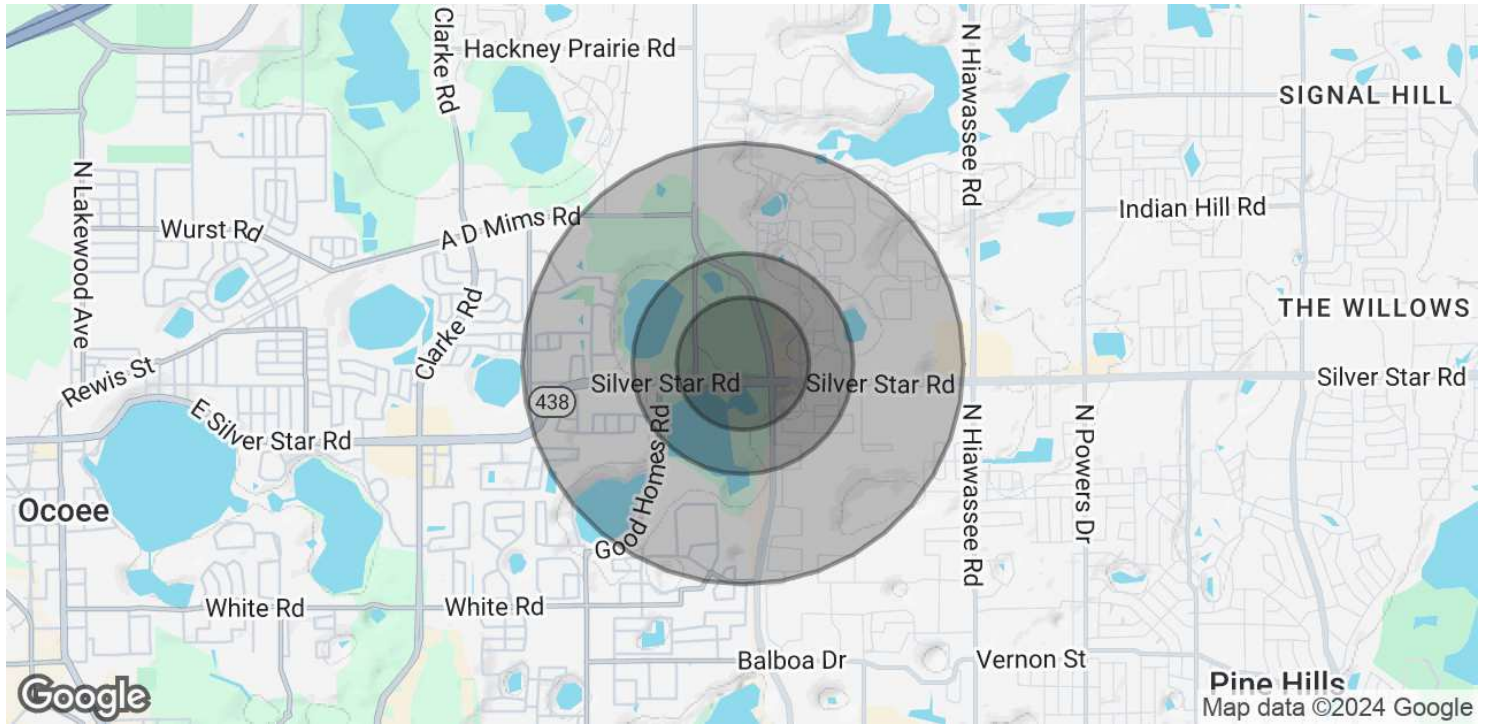 Hackney Prairie Rd
Clarke Rd
N Hiawassee Rd
SIGNAL HILL
N Lakewood Ave
Wurst Rd
A D Mims Rd
Indian Hill Rd
THE WILLOWS
Clarke Rd
Rewis St
Silver Star Rd
Silver Star Rd
Silver Star Rd
438
E Silver Star Rd
Good Homes Rd
N Hiawassee Rd
N Powers Dr
Ocoee
White Rd
White Rd
Balboa Dr
Vernon St
Pine Hills
Google
Map data ©2024 Google